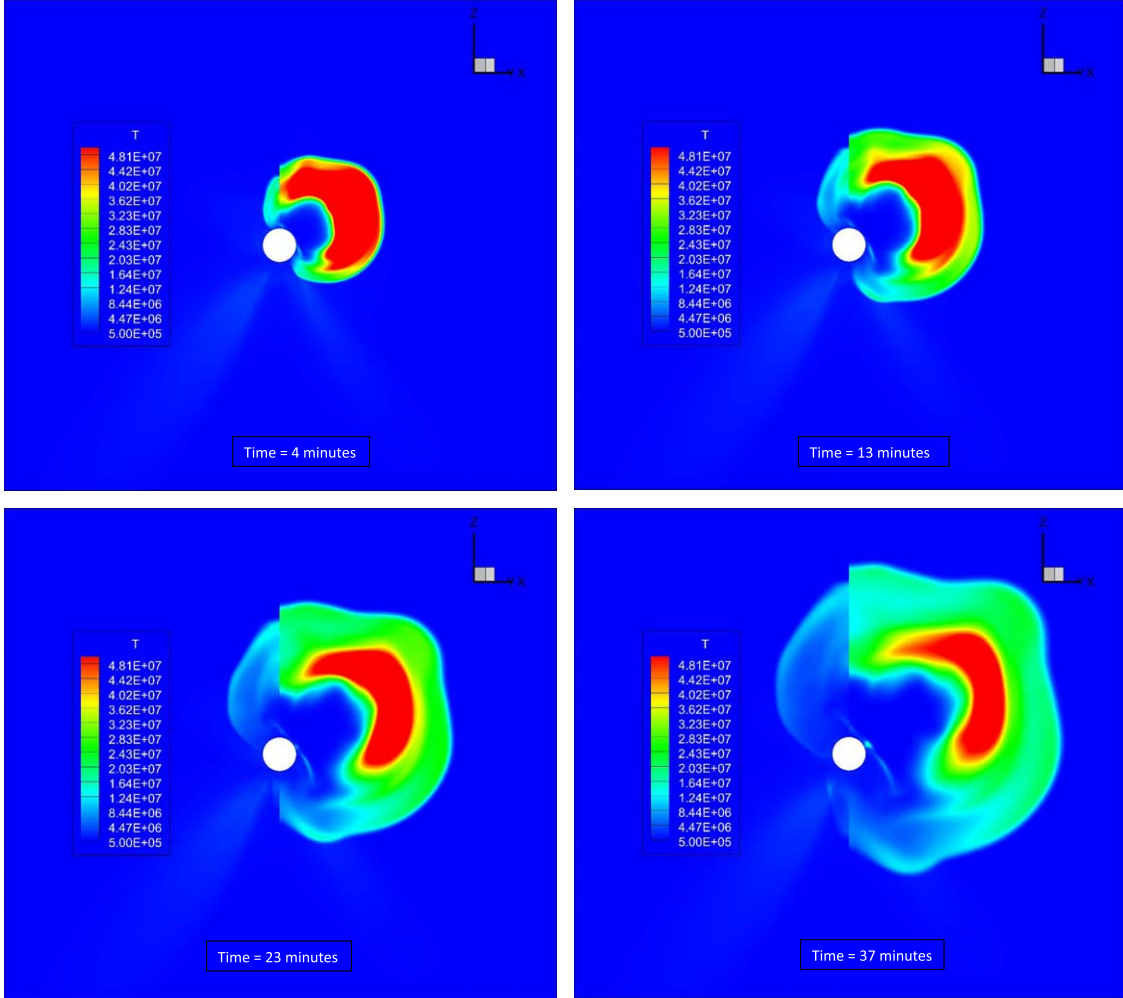 Z
Y X
T
4.81E+07
4.42E+07
4.02E+07
3.62E+07
3.23E+07
2.83E+07
2.43E+07
2.03E+07
1.64E+07
1.24E+07
8.44E+06
4.47E+06
5.00E+05
Time = 4 minutes
Z
Y X
T
4.81E+07
4.42E+07
4.02E+07
3.62E+07
3.23E+07
2.83E+07
2.43E+07
2.03E+07
1.64E+07
1.24E+07
8.44E+06
4.47E+06
5.00E+05
Time = 13 minutes
Z
Y X
T
4.81E+07
4.42E+07
4.02E+07
3.62E+07
3.23E+07
2.83E+07
2.43E+07
2.03E+07
1.64E+07
1.24E+07
8.44E+06
4.47E+06
5.00E+05
Time = 23 minutes
Z
Y X
T
4.81E+07
4.42E+07
4.02E+07
3.62E+07
3.23E+07
2.83E+07
2.43E+07
2.03E+07
1.64E+07
1.24E+07
8.44E+06
4.47E+06
5.00E+05
Time = 37 minutes